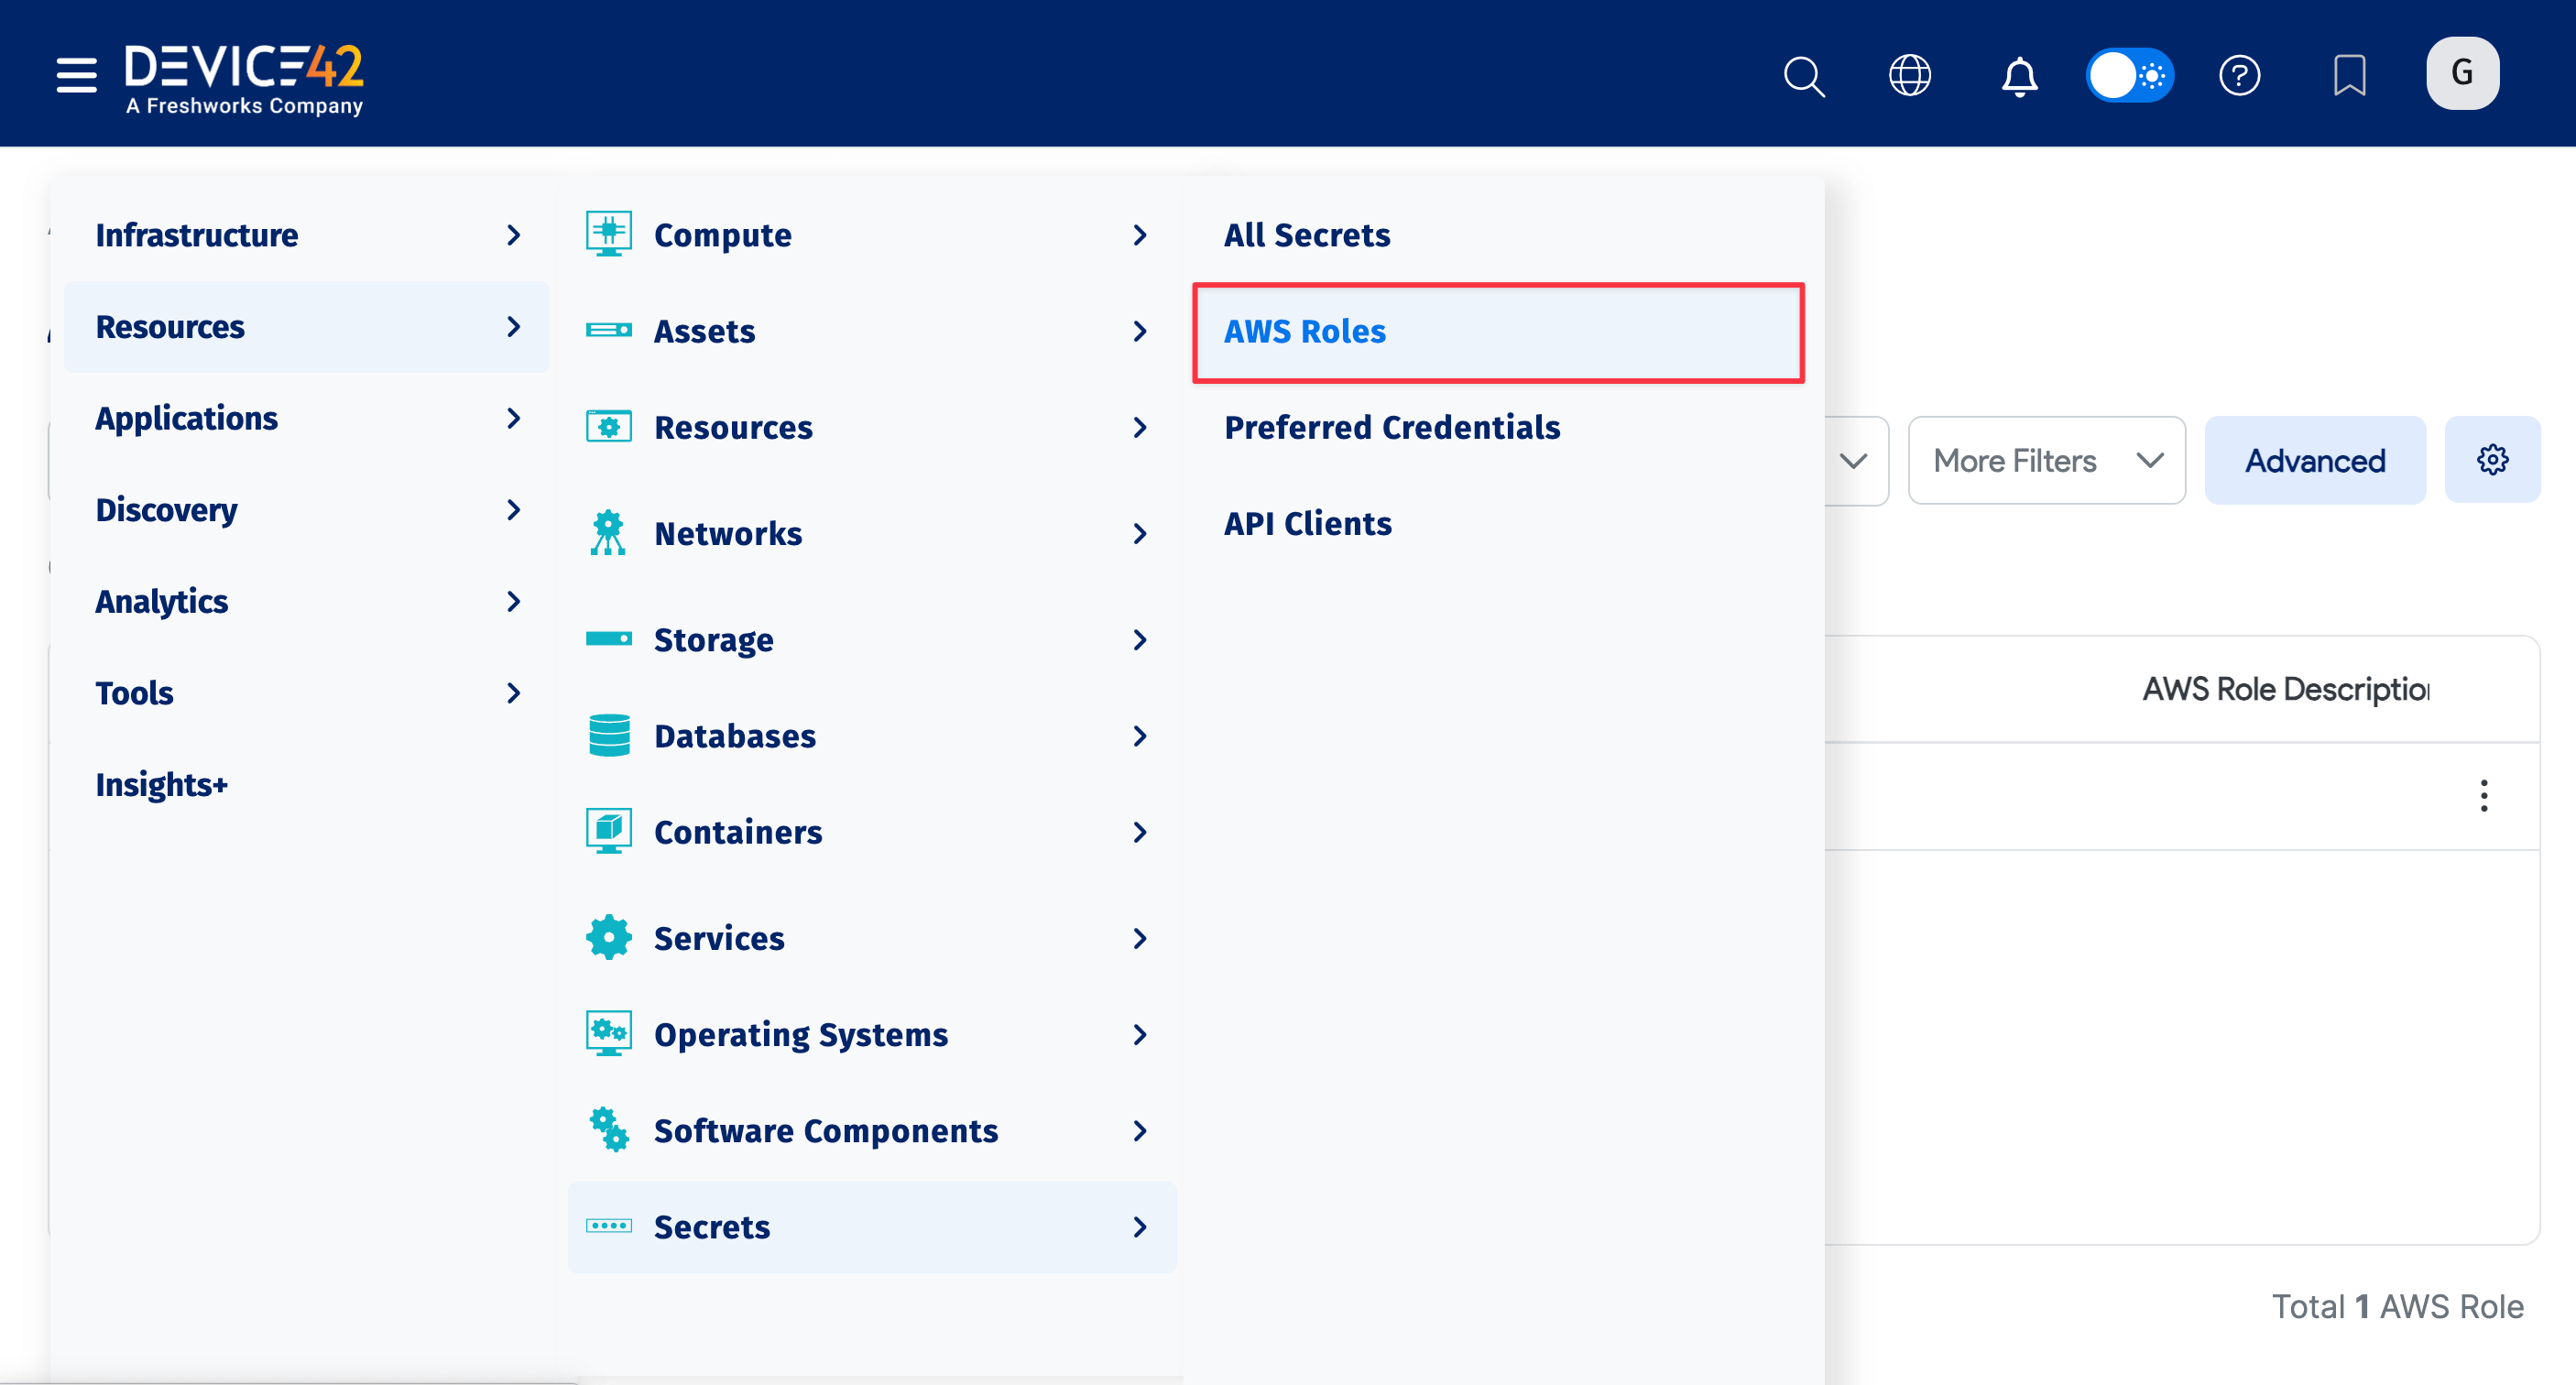 DEVICE42
A Freshworks Company
G
Infrastructure
Resources
Applications
Discovery
Analytics
Tools
Insights+
Compute
Assets
Resources
Networks
Storage
Databases
Containers
Services
Operating Systems
Software Components
Secrets
All Secrets
AWS Roles
Preferred Credentials
API Clients
More Filters
Advanced
AWS Role Description
Total 1 AWS Role